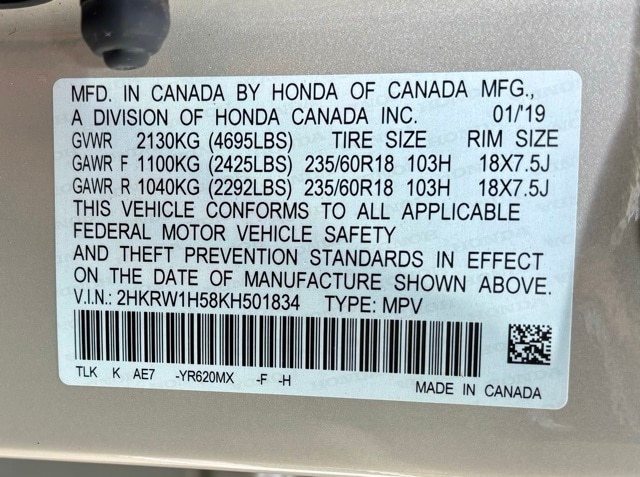 MFD. IN CANADA BY HONDA OF CANADA MFG.,
A DIVISION OF HONDA CANADA INC. 01/'19
GVWR 2130KG (4695LBS) TIRE SIZE RIM SIZE
GAWR F 1100KG (2425LBS) 235/60R18 103H 18X7.5J
GAWR R 1040KG (2292LBS) 235/60R18 103H 18X7.5J
THIS VEHICLE CONFORMS TO ALL APPLICABLE
FEDERAL MOTOR VEHICLE SAFETY
AND THEFT PREVENTION STANDARDS IN EFFECT
ON THE DATE OF MANUFACTURE SHOWN ABOVE.
V.I.N.: 2HKRW1H58KH501834 TYPE: MPV
TLK K AE7 -YR620MX -F -H
MADE IN CANADA